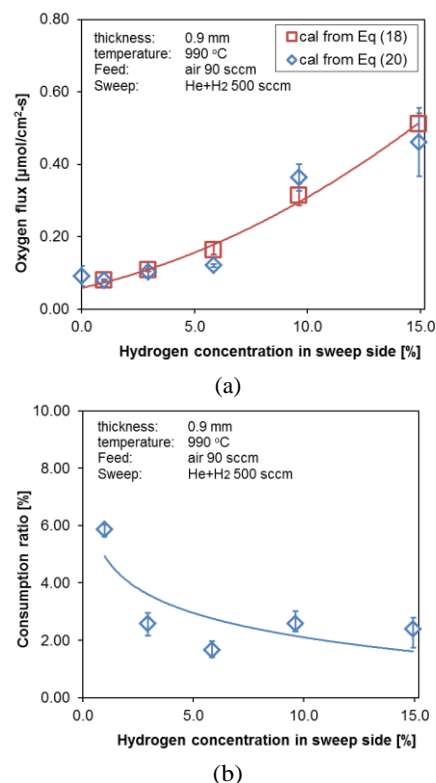 0.80
0.60
0.40
0.20
0.00
Oxygen flux [µmol/cm²-s]
thickness: 0.9 mm
temperature: 990 °C
Feed: air 90 sccm
Sweep: He+H2 500 sccm
cal from Eq (18)
cal from Eq (20)
0.0 5.0 10.0 15.0
Hydrogen concentration in sweep side [%]
(a)
10.00
8.00
6.00
4.00
2.00
0.00
Consumption ratio [%]
thickness: 0.9 mm
temperature: 990 °C
Feed: air 90 sccm
Sweep: He+H2 500 sccm
0.0 5.0 10.0 15.0
Hydrogen concentration in sweep side [%]
(b)